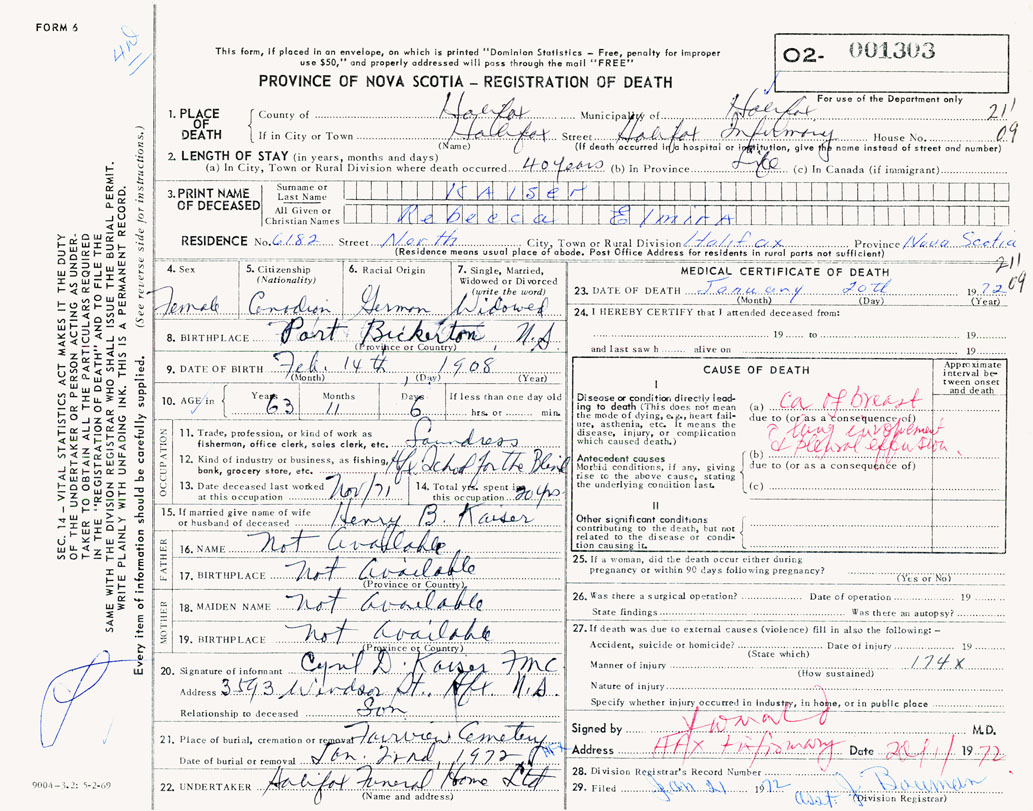 FORM 6
4rd
This form, if placed in an envelope, on which is printed "Dominion Statistics – Free, penalty for improper
use $50," and properly addressed will pass through the mail "FREE"
PROVINCE OF NOVA SCOTIA – REGISTRATION OF DEATH
O2- 001303
For use of the Department only
1. PLACE OF DEATH
County of Halifax Municipality of Halifax 211
If in City or Town Halifax Street Halifax Infirmary House No. 09
(Name) (If death occurred in a hospital or institution, give the name instead of street and number)
2. LENGTH OF STAY (in years, months and days)
(a) In City, Town or Rural Division where death occurred 40 years (b) In Province Life (c) In Canada (if immigrant)
3. PRINT NAME OF DECEASED
Surname or Last Name KAISER
All Given or Christian Names Rebecca ElmirA
RESIDENCE No. 6182 Street North City, Town or Rural Division Halifax Province Nova Scotia
(Residence means usual place of abode. Post Office Address for residents in rural parts not sufficient)
211
09
4. Sex
Female
5. Citizenship
(Nationality)
Canadian
6. Racial Origin
German
7. Single, Married,
Widowed or Divorced
(write the word)
Widowed
8. BIRTHPLACE Port Bickerton, N.S.
(Province or Country)
9. DATE OF BIRTH Feb. 14th, 1908
(Month) (Day) (Year)
10. AGE in Years Months Days If less than one day old
63 11 6 hrs. or min.
OCCUPATION
11. Trade, profession, or kind of work as
fisherman, office clerk, sales clerk, etc. Laundress
12. Kind of industry or business, as fishing,
bank, grocery store, etc. Hfx School for the Blind
13. Date deceased last worked
at this occupation Nov/71
14. Total yrs. spent in
this occupation 20 yrs
15. If married give name of wife
or husband of deceased Henry B. Kaiser
FATHER
16. NAME Not Available
17. BIRTHPLACE Not Available
(Province or Country)
MOTHER
18. MAIDEN NAME Not Available
19. BIRTHPLACE Not Available
(Province or Country)
20. Signature of informant Cyril D. Kaiser
Address 3593 Windsor St., Hfx N.S.
Relationship to deceased Son
21. Place of burial, cremation or removal Fairview Cemetery
Date of burial or removal Jan. 22nd, 1972
22. UNDERTAKER Halifax Funeral Home Ltd
(Name and address)
MEDICAL CERTIFICATE OF DEATH
23. DATE OF DEATH January 20th 1972
(Month) (Day) (Year)
24. I HEREBY CERTIFY that I attended deceased from:
19 to 19
and last saw h alive on 19
CAUSE OF DEATH
Approximate
interval be-
tween onset
and death
I
Disease or condition directly lead-
ing to death (This does not mean
the mode of dying, e.g., heart fail-
ure, asthenia, etc. It means the
disease, injury, or complication
which caused death.)
(a) ca of breast
due to (or as a consequence of)
c lung involvement
& pleural effusion.
Antecedent causes
Morbid conditions, if any, giving
rise to the above cause, stating
the underlying condition last.
(b)
due to (or as a consequence of)
(c)
II
Other significant conditions
contributing to the death, but not
related to the disease or condi-
tion causing it.
25. If a woman, did the death occur either during
pregnancy or within 90 days following pregnancy?
(Yes or No)
26. Was there a surgical operation? Date of operation 19
State findings Was there an autopsy?
27. If death was due to external causes (violence) fill in also the following: –
Accident, suicide or homicide? Date of injury 19
(State which)
Manner of injury 174X
(How sustained)
Nature of injury
Specify whether injury occurred in industry, in home, or in public place
Signed by M.D.
Address Hfx Infirmary Date 20/1/ 1972
28. Division Registrar's Record Number
29. Filed Jan 21 1972 asst. J. Bauman
(Division Registrar)
SEC. 14 – VITAL STATISTICS ACT MAKES IT THE DUTY
OF THE UNDERTAKER OR PERSON ACTING AS UNDER-
TAKER TO OBTAIN ALL THE PARTICULARS REQUIRED
IN THE "REGISTRATION OF DEATH" AND TO FILE THE
SAME WITH THE DIVISION REGISTRAR WHO SHALL ISSUE THE BURIAL PERMIT.
WRITE PLAINLY WITH UNFADING INK. THIS IS A PERMANENT RECORD.
Every item of information should be carefully supplied. (See reverse side for instructions.)
9004-3.2: 5-2-69